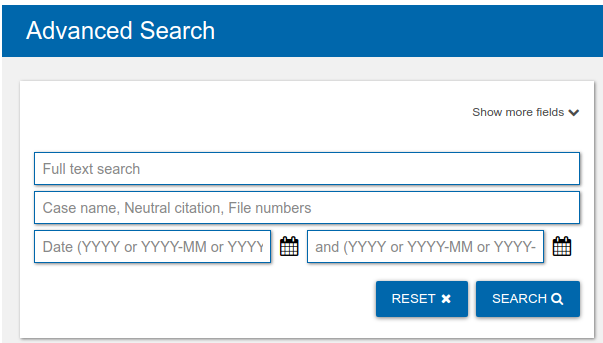 Advanced Search
Show more fields
Full text search
Case name, Neutral citation, File numbers
Date (YYYY or YYYY-MM or YYYY and (YYYY or YYYY-MM or YYYY-
RESET SEARCH